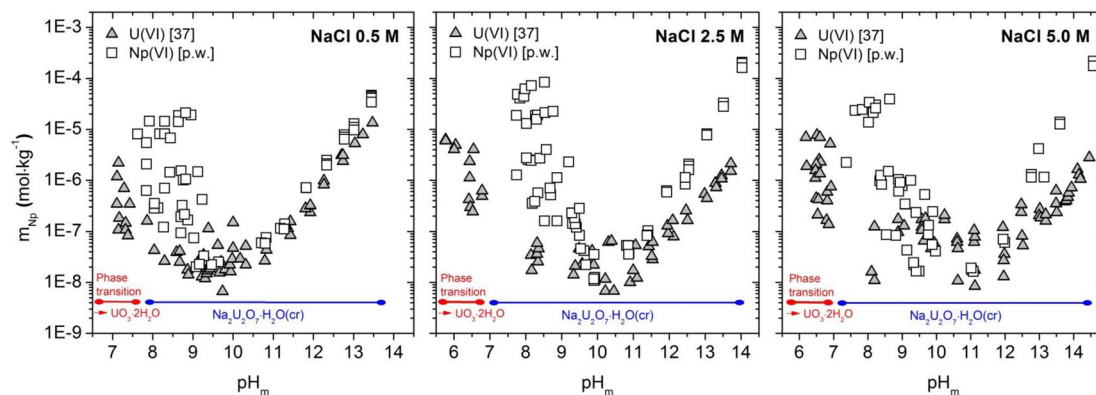 1E-3
1E-4
1E-5
1E-6
1E-7
1E-8
1E-9
m_Np (mol·kg⁻¹)
U(VI) [37]
Np(VI) [p.w.]
NaCl 0.5 M
Phase
transition
UO₃·2H₂O
Na₂U₂O₇·H₂O(cr)
7 8 9 10 11 12 13 14
pHₘ
U(VI) [37]
Np(VI) [p.w.]
NaCl 2.5 M
Phase
transition
UO₃·2H₂O
Na₂U₂O₇·H₂O(cr)
6 7 8 9 10 11 12 13 14
pHₘ
U(VI) [37]
Np(VI) [p.w.]
NaCl 5.0 M
Phase
transition
UO₃·2H₂O
Na₂U₂O₇·H₂O(cr)
6 7 8 9 10 11 12 13 14
pHₘ